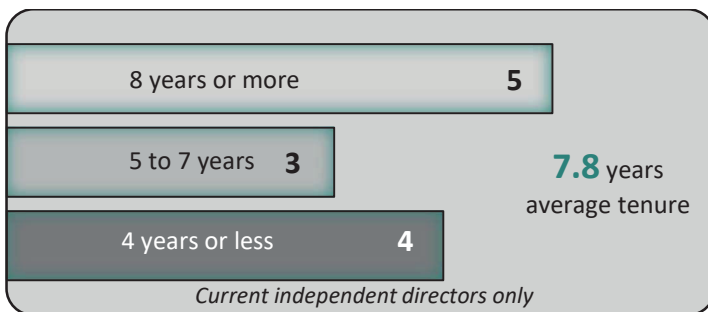 8 years or more 5
5 to 7 years 3
7.8 years
average tenure
4 years or less 4
Current independent directors only